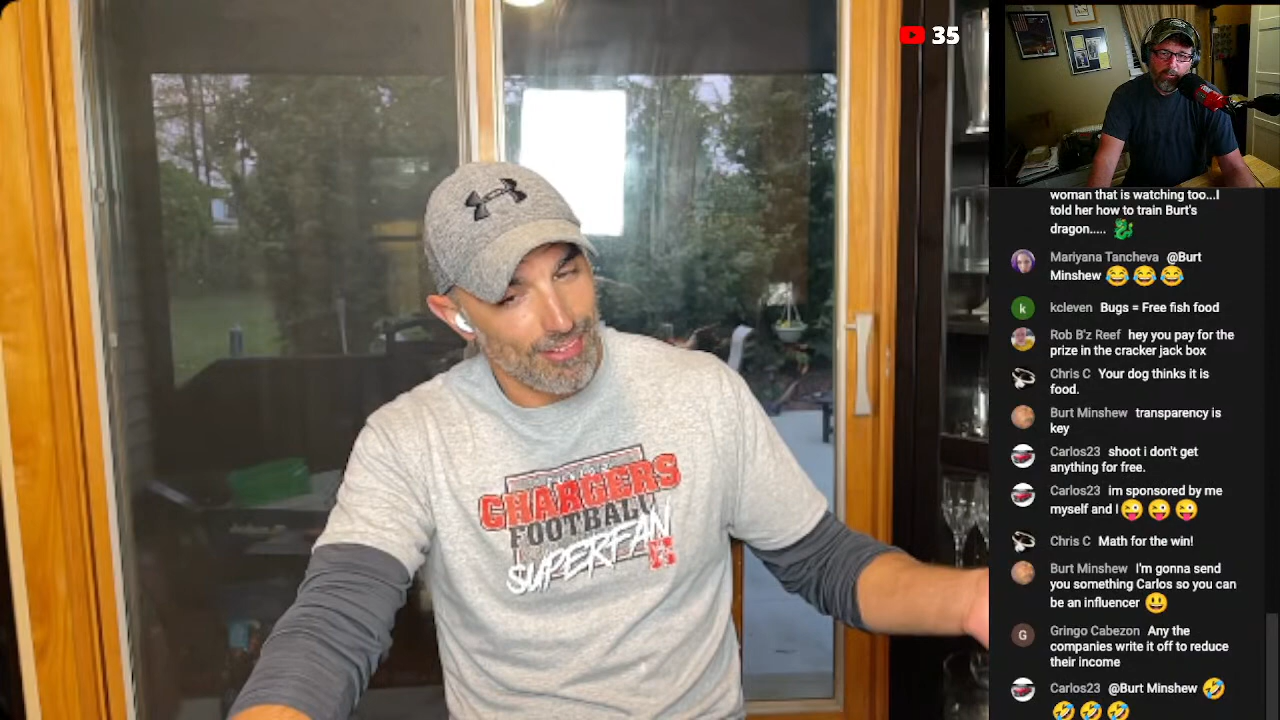 35
CHARGERS
FOOTBALL
SUPERFAN
woman that is watching too...I
told her how to train Burt's
dragon.....
Mariyana Tancheva @Burt
Minshew
k kcleven Bugs = Free fish food
Rob B'z Reef hey you pay for the
prize in the cracker jack box
Chris C Your dog thinks it is
food.
Burt Minshew transparency is
key
Carlos23 shoot i don't get
anything for free.
Carlos23 im sponsored by me
myself and I
Chris C Math for the win!
Burt Minshew I'm gonna send
you something Carlos so you can
be an influencer
G Gringo Cabezon Any the
companies write it off to reduce
their income
Carlos23 @Burt Minshew